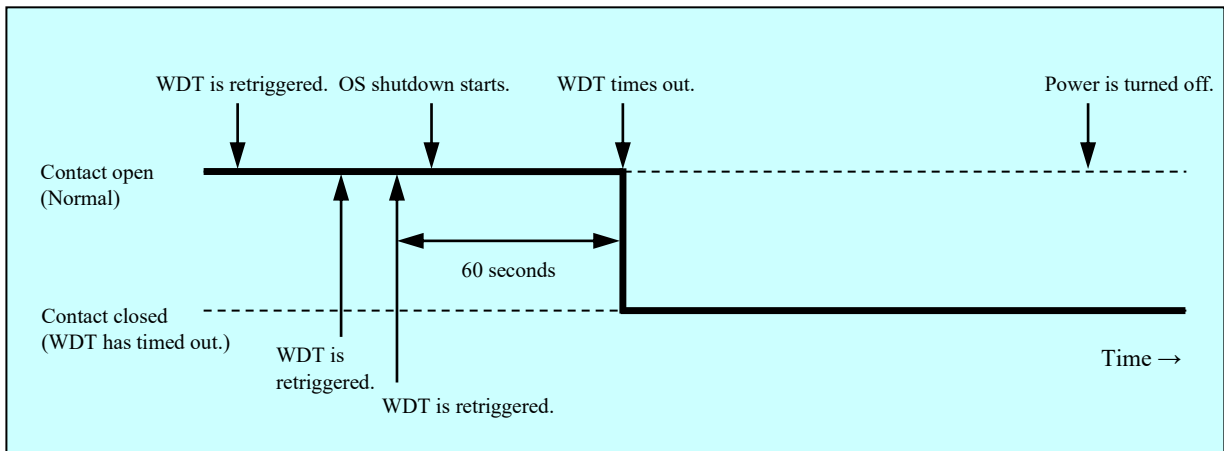 WDT is retriggered.
OS shutdown starts.
WDT times out.
Power is turned off.
Contact open
(Normal)
60 seconds
Contact closed
(WDT has timed out.)
WDT is
retriggered.
Time →
WDT is retriggered.